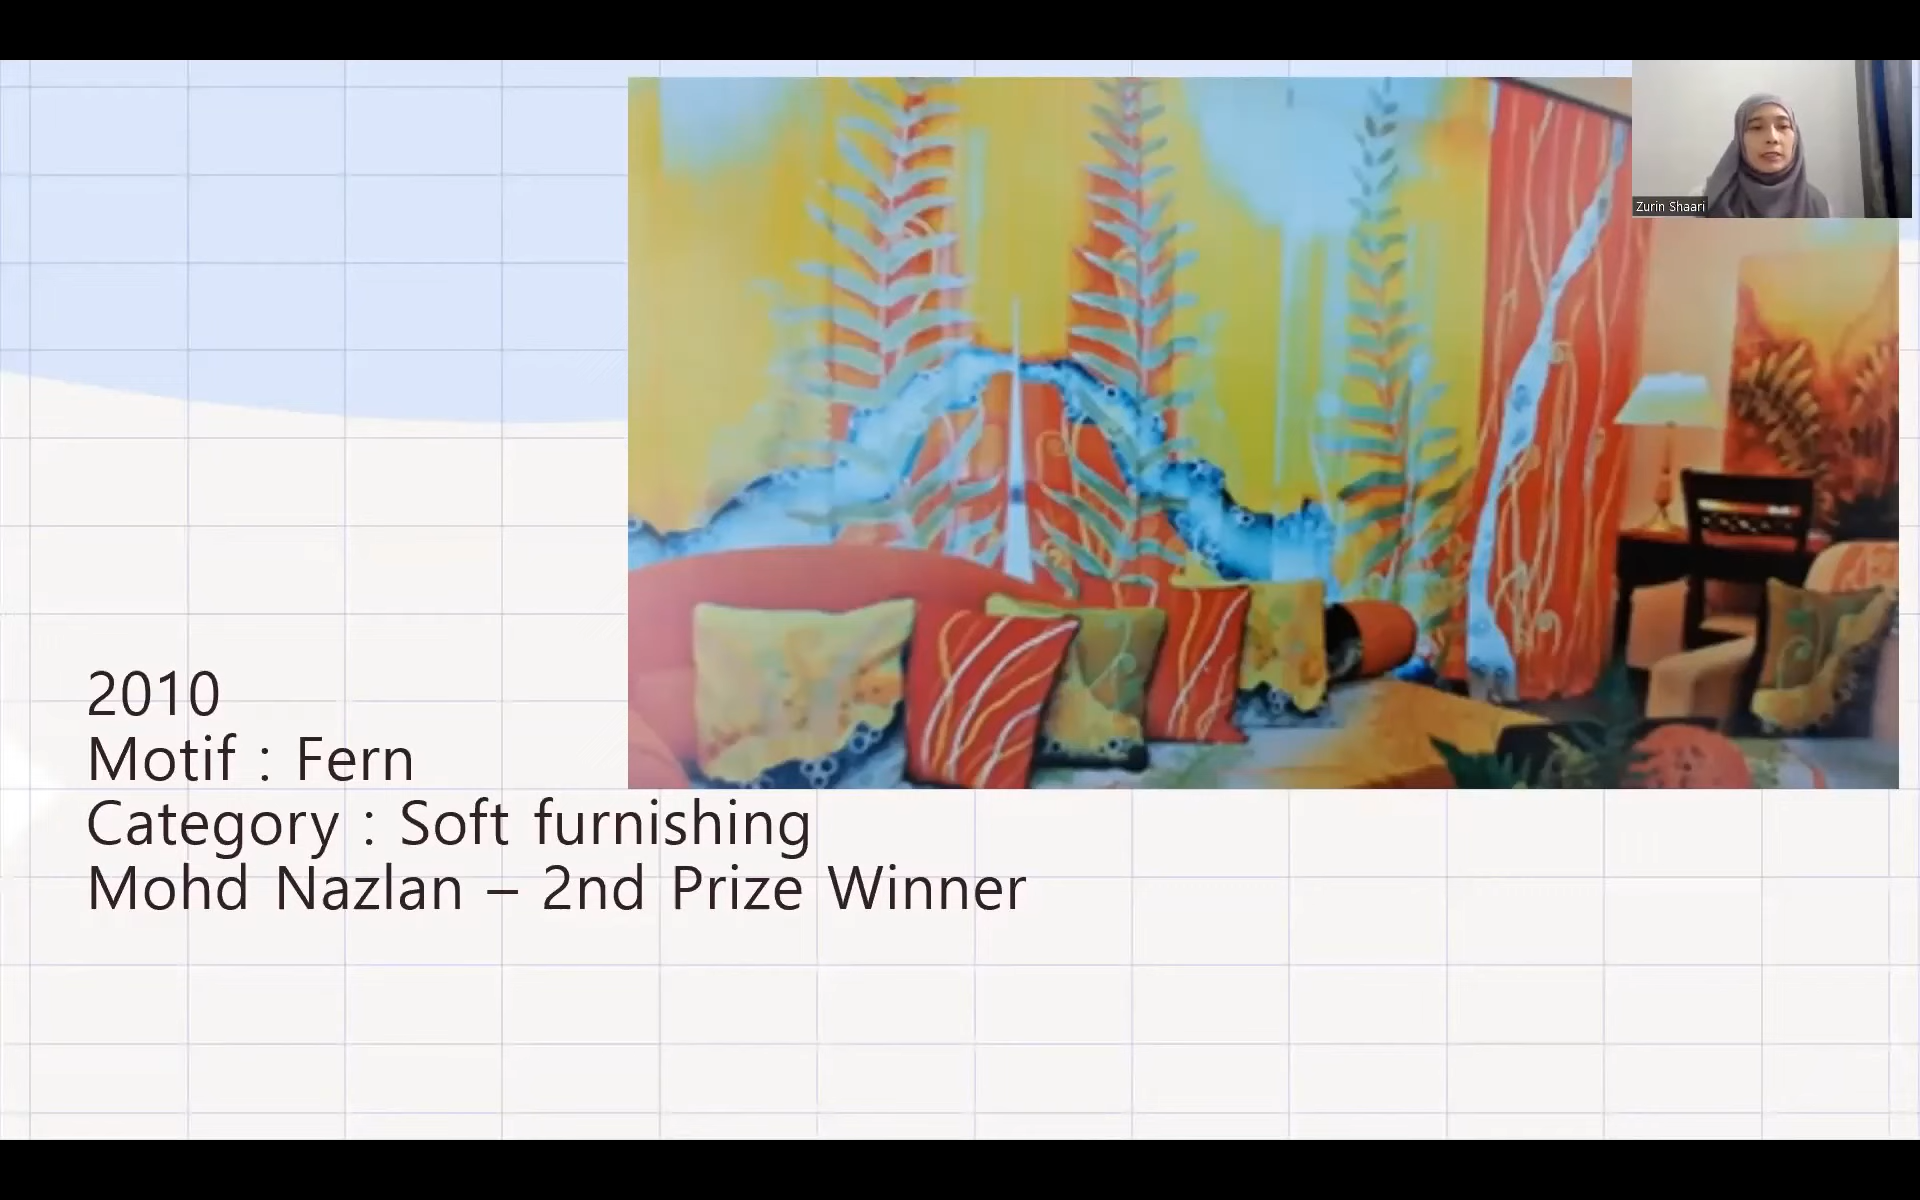 Zurin Shaari
2010
Motif : Fern
Category : Soft furnishing
Mohd Nazlan – 2nd Prize Winner